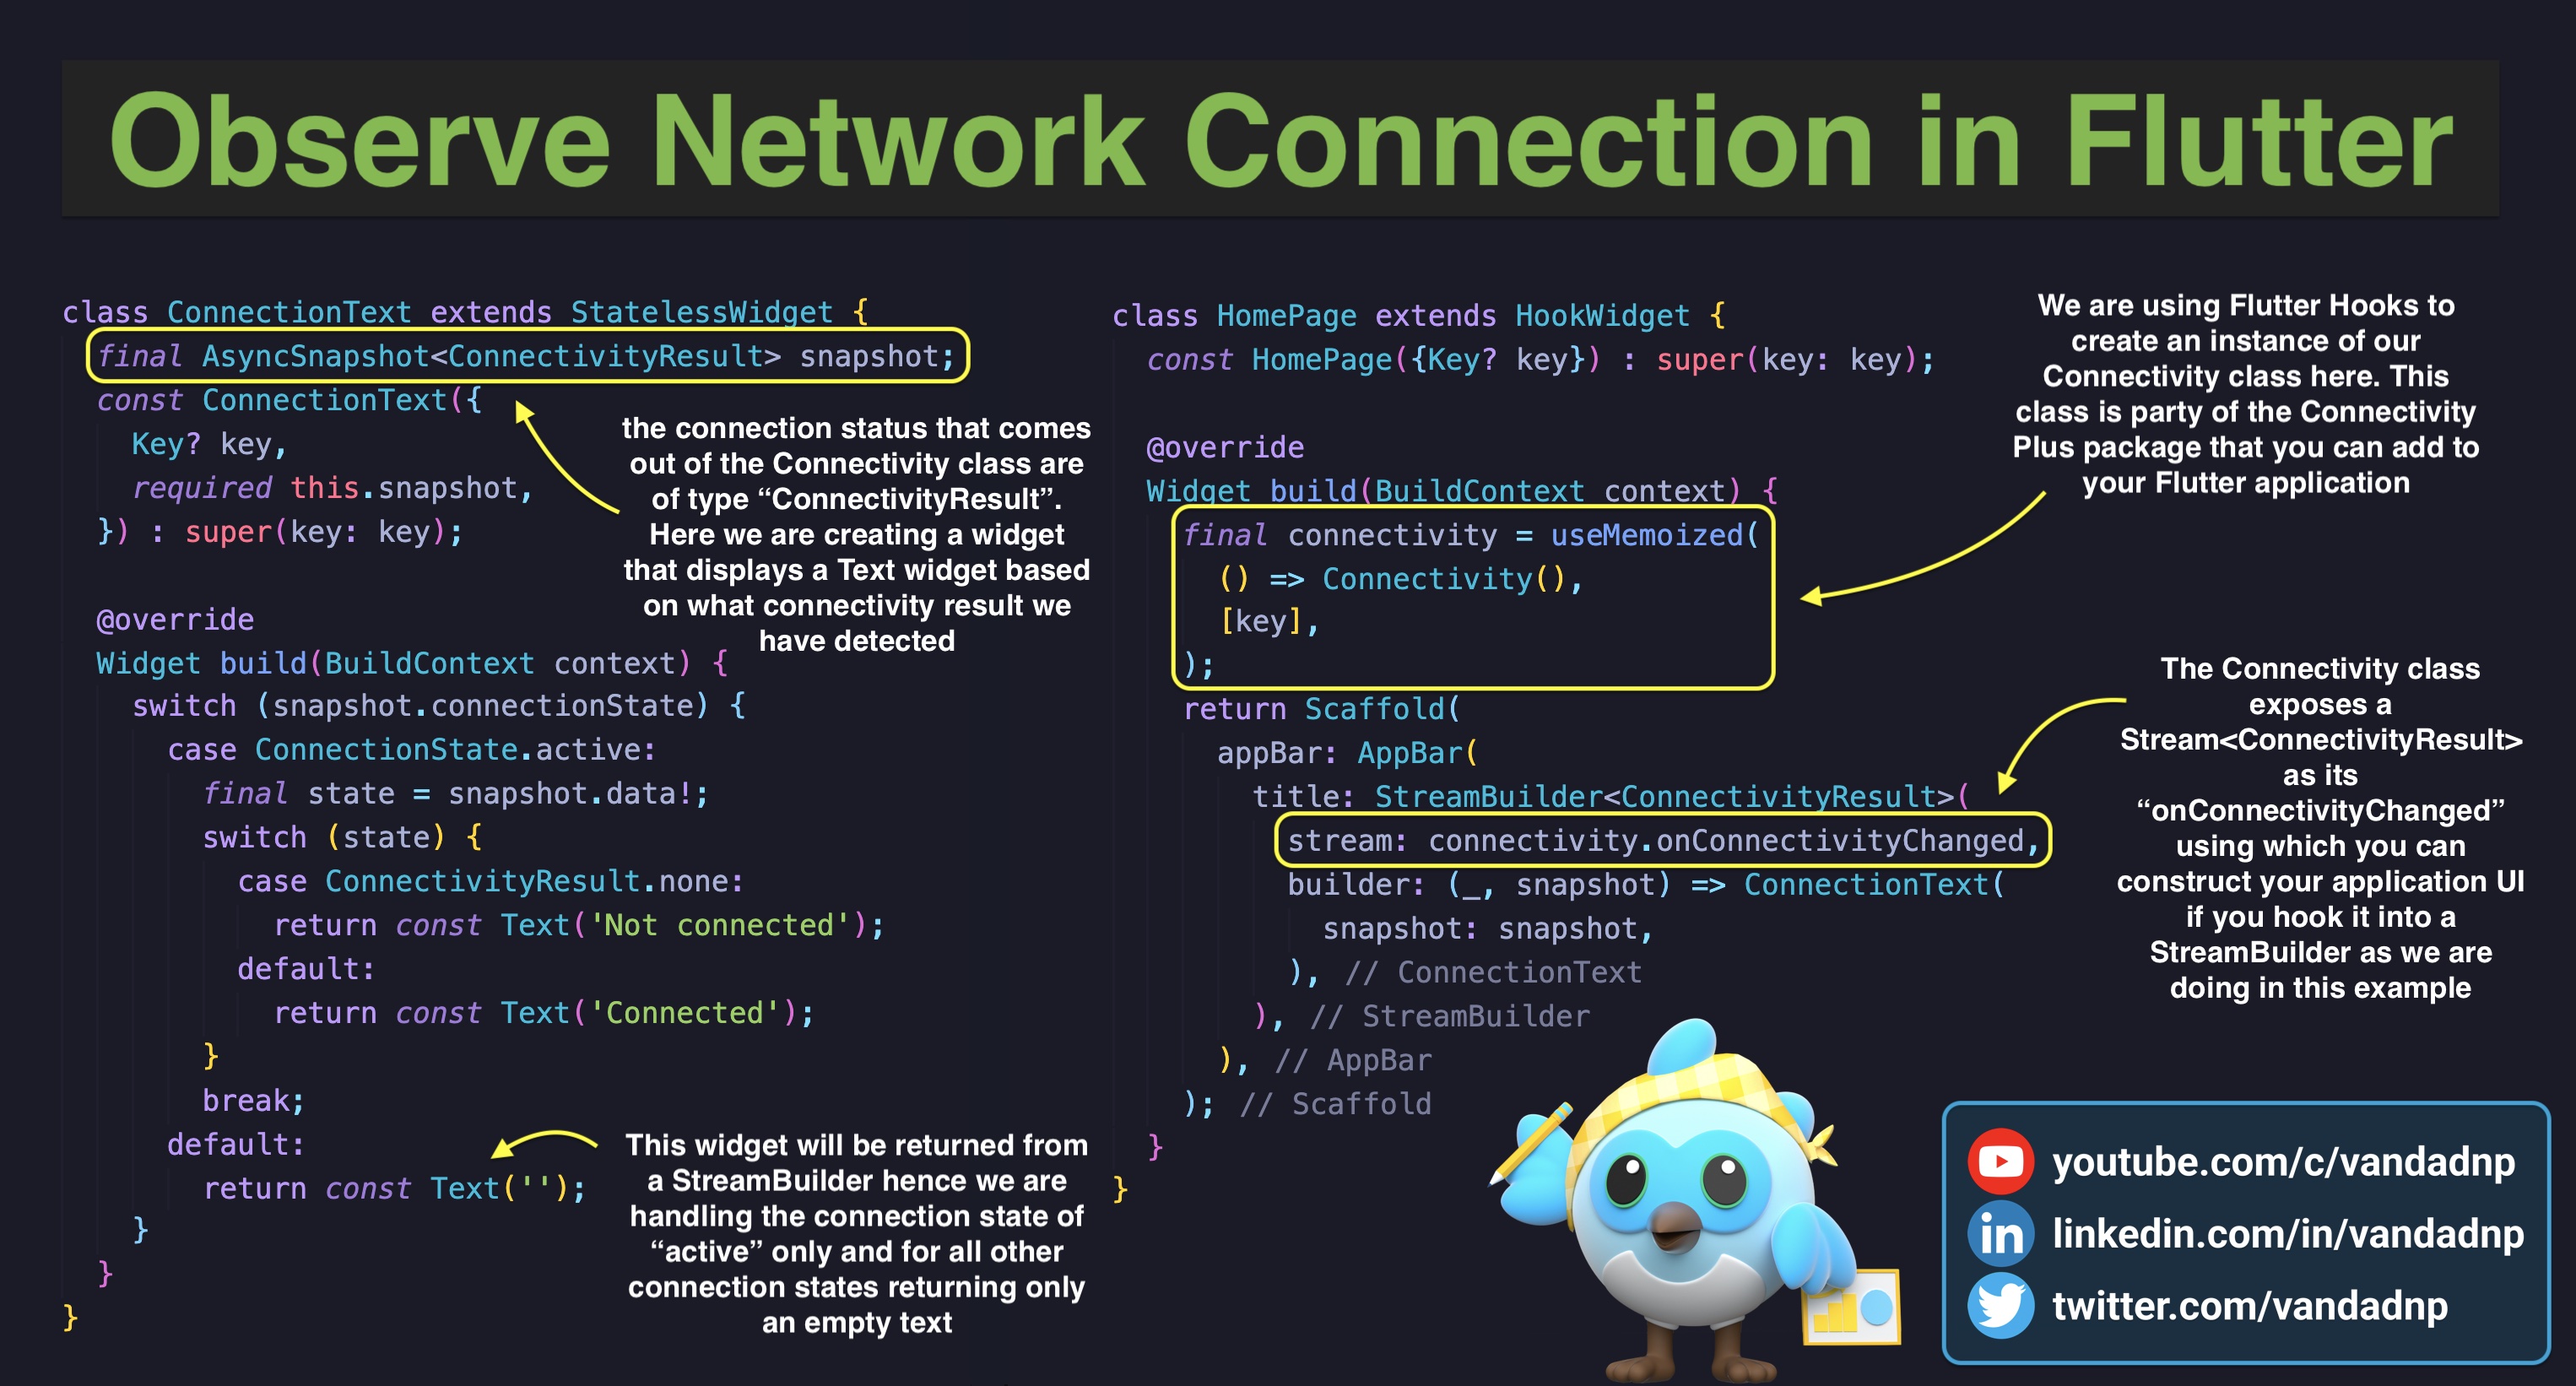 Observe Network Connection in Flutter
class ConnectionText extends StatelessWidget {
final AsyncSnapshot<ConnectivityResult> snapshot;
const ConnectionText({
Key? key,
required this.snapshot,
}) : super(key: key);
@override
Widget build(BuildContext context) {
switch (snapshot.connectionState) {
case ConnectionState.active:
final state = snapshot.data!;
switch (state) {
case ConnectivityResult.none:
return const Text('Not connected');
default:
return const Text('Connected');
}
break;
default:
return const Text('');
}
}
}
the connection status that comes
out of the Connectivity class are
of type “ConnectivityResult”.
Here we are creating a widget
that displays a Text widget based
on what connectivity result we
have detected
This widget will be returned from
a StreamBuilder hence we are
handling the connection state of
“active” only and for all other
connection states returning only
an empty text
class HomePage extends HookWidget {
const HomePage({Key? key}) : super(key: key);
@override
Widget build(BuildContext context) {
final connectivity = useMemoized(
() => Connectivity(),
[key],
);
return Scaffold(
appBar: AppBar(
title: StreamBuilder<ConnectivityResult>(
stream: connectivity.onConnectivityChanged,
builder: (_, snapshot) => ConnectionText(
snapshot: snapshot,
), // ConnectionText
), // StreamBuilder
), // AppBar
); // Scaffold
}
}
We are using Flutter Hooks to
create an instance of our
Connectivity class here. This
class is party of the Connectivity
Plus package that you can add to
your Flutter application
The Connectivity class
exposes a
Stream<ConnectivityResult>
as its
“onConnectivityChanged”
using which you can
construct your application UI
if you hook it into a
StreamBuilder as we are
doing in this example
youtube.com/c/vandadnp
in linkedin.com/in/vandadnp
twitter.com/vandadnp